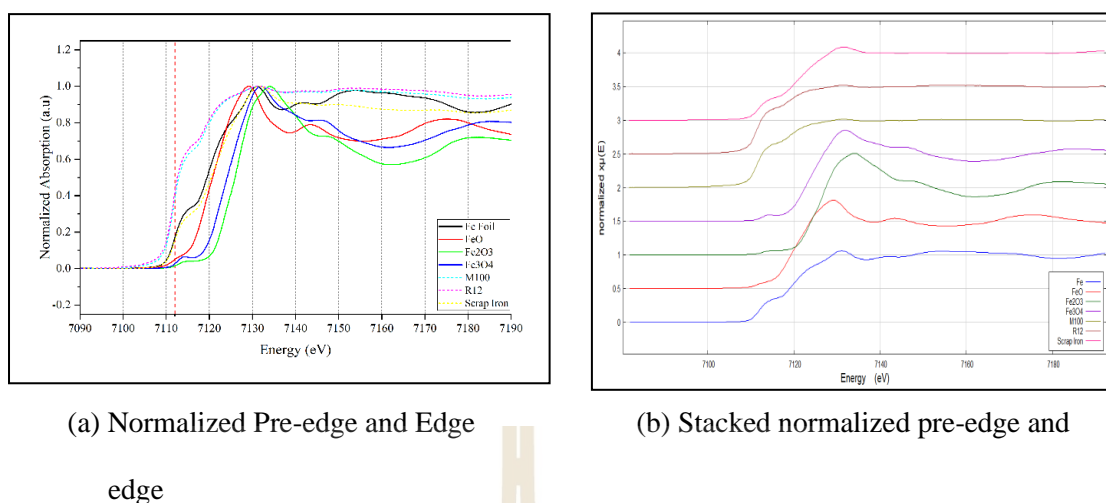 1.2
1.0
0.8
0.6
0.4
0.2
0.0
-0.2
Normalized Absorption (a.u)
7090 7100 7110 7120 7130 7140 7150 7160 7170 7180 7190
Energy (eV)
Fe Foil
FeO
Fe2O3
Fe3O4
M100
R12
Scrap Iron
4
3.5
3
2.5
2
1.5
1
0.5
0
normalized xμ(E)
7100 7120 7140 7160 7180
Energy (eV)
Fe
FeO
Fe2O3
Fe3O4
M100
R12
Scrap Iron
(a) Normalized Pre-edge and Edge
(b) Stacked normalized pre-edge and
edge